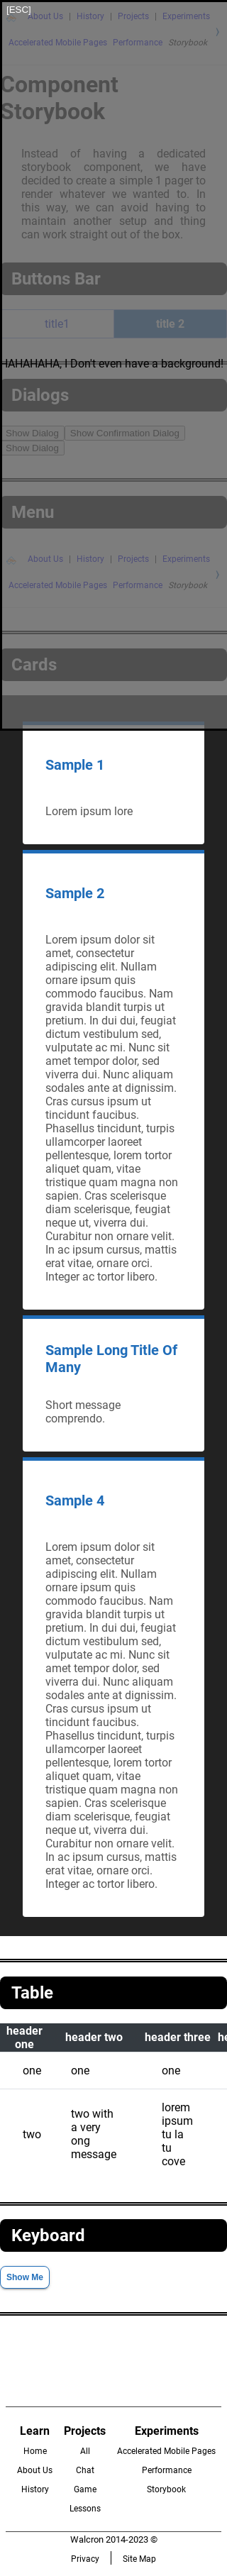 [ESC]
About Us | History | Projects | Experiments
Accelerated Mobile Pages Performance Storybook
Component
Storybook
Instead of having a dedicated
storybook component, we have
decided to create a simple 1 pager to
render whatever we wanted to. In
this way, we can avoid having to
maintain another setup and thing
can work straight out of the box.
Buttons Bar
title1 title 2
HAHAHAHA, I Don't even have a background!
Dialogs
Show Dialog Show Confirmation Dialog
Show Dialog
Menu
About Us | History | Projects | Experiments
Accelerated Mobile Pages Performance Storybook
Cards
Sample 1
Lorem ipsum lore
Sample 2
Lorem ipsum dolor sit
amet, consectetur
adipiscing elit. Nullam
ornare ipsum quis
commodo faucibus. Nam
gravida blandit turpis ut
pretium. In dui dui, feugiat
dictum vestibulum sed,
vulputate ac mi. Nunc sit
amet tempor dolor, sed
viverra dui. Nunc aliquam
sodales ante at dignissim.
Cras cursus ipsum ut
tincidunt faucibus.
Phasellus tincidunt, turpis
ullamcorper laoreet
pellentesque, lorem tortor
aliquet quam, vitae
tristique quam magna non
sapien. Cras scelerisque
diam scelerisque, feugiat
neque ut, viverra dui.
Curabitur non ornare velit.
In ac ipsum cursus, mattis
erat vitae, ornare orci.
Integer ac tortor libero.
Sample Long Title Of
Many
Short message
comprendo.
Sample 4
Lorem ipsum dolor sit
amet, consectetur
adipiscing elit. Nullam
ornare ipsum quis
commodo faucibus. Nam
gravida blandit turpis ut
pretium. In dui dui, feugiat
dictum vestibulum sed,
vulputate ac mi. Nunc sit
amet tempor dolor, sed
viverra dui. Nunc aliquam
sodales ante at dignissim.
Cras cursus ipsum ut
tincidunt faucibus.
Phasellus tincidunt, turpis
ullamcorper laoreet
pellentesque, lorem tortor
aliquet quam, vitae
tristique quam magna non
sapien. Cras scelerisque
diam scelerisque, feugiat
neque ut, viverra dui.
Curabitur non ornare velit.
In ac ipsum cursus, mattis
erat vitae, ornare orci.
Integer ac tortor libero.
Table
header one header two header three he
one one one
two two with a very ong message lorem ipsum tu la tu cove
Keyboard
Show Me
Learn Projects Experiments
Home All Accelerated Mobile Pages
About Us Chat Performance
History Game Storybook
Lessons
Walcron 2014-2023 ©
Privacy | Site Map